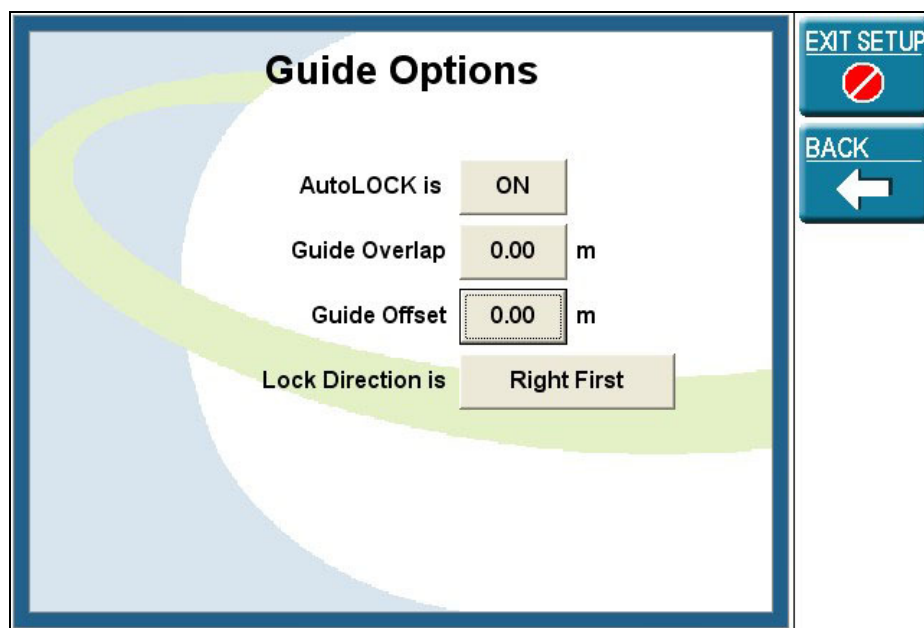 Guide Options
AutoLOCK is ON
Guide Overlap 0.00 m
Guide Offset 0.00 m
Lock Direction is Right First
EXIT SETUP
BACK